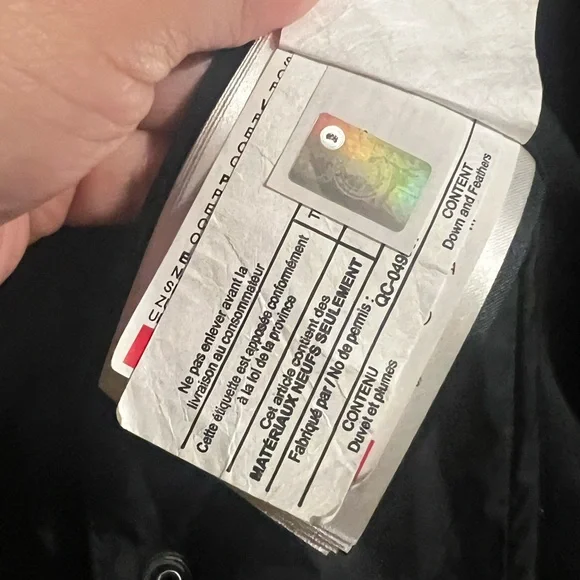 Ne pas enlever avant la
livraison au consommateur
Cette étiquette est apposée conformément
à la loi de la province
Cet article contient des
MATÉRIAUX NEUFS SEULEMENT
Fabriqué par / No de permis :
QC-049
CONTENU
Duvet et plumes
CONTENT
Down and Feathers